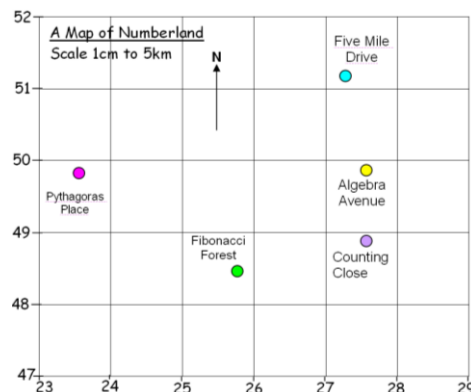 52
A Map of Numberland
Scale 1cm to 5km
N
Five Mile
Drive
51
50
Pythagoras
Place
Algebra
Avenue
49
Fibonacci
Forest
Counting
Close
48
47
23 24 25 26 27 28 29